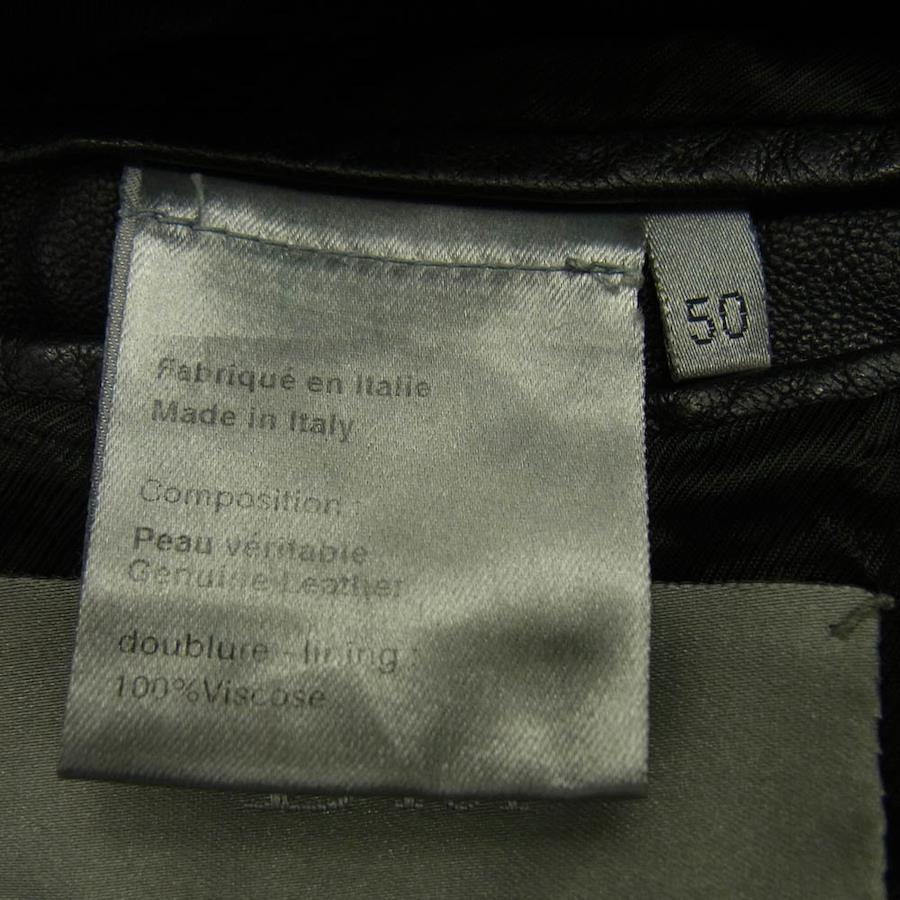 50
Fabriqué en Italie
Made in Italy
Composition :
Peau véritable
Genuine Leather
doublure - lining :
100%Viscose